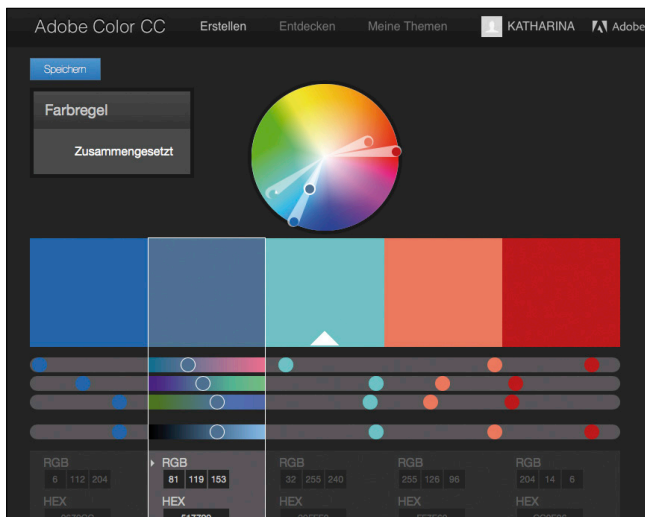 Adobe Color CC Erstellen Entdecken Meine Themen KATHARINA Adobe
Speichern
Farbregel
Zusammengesetzt
RGB RGB RGB RGB RGB
6 112 204 81 119 153 32 255 240 255 126 96 204 14 6
HEX HEX HEX HEX HEX